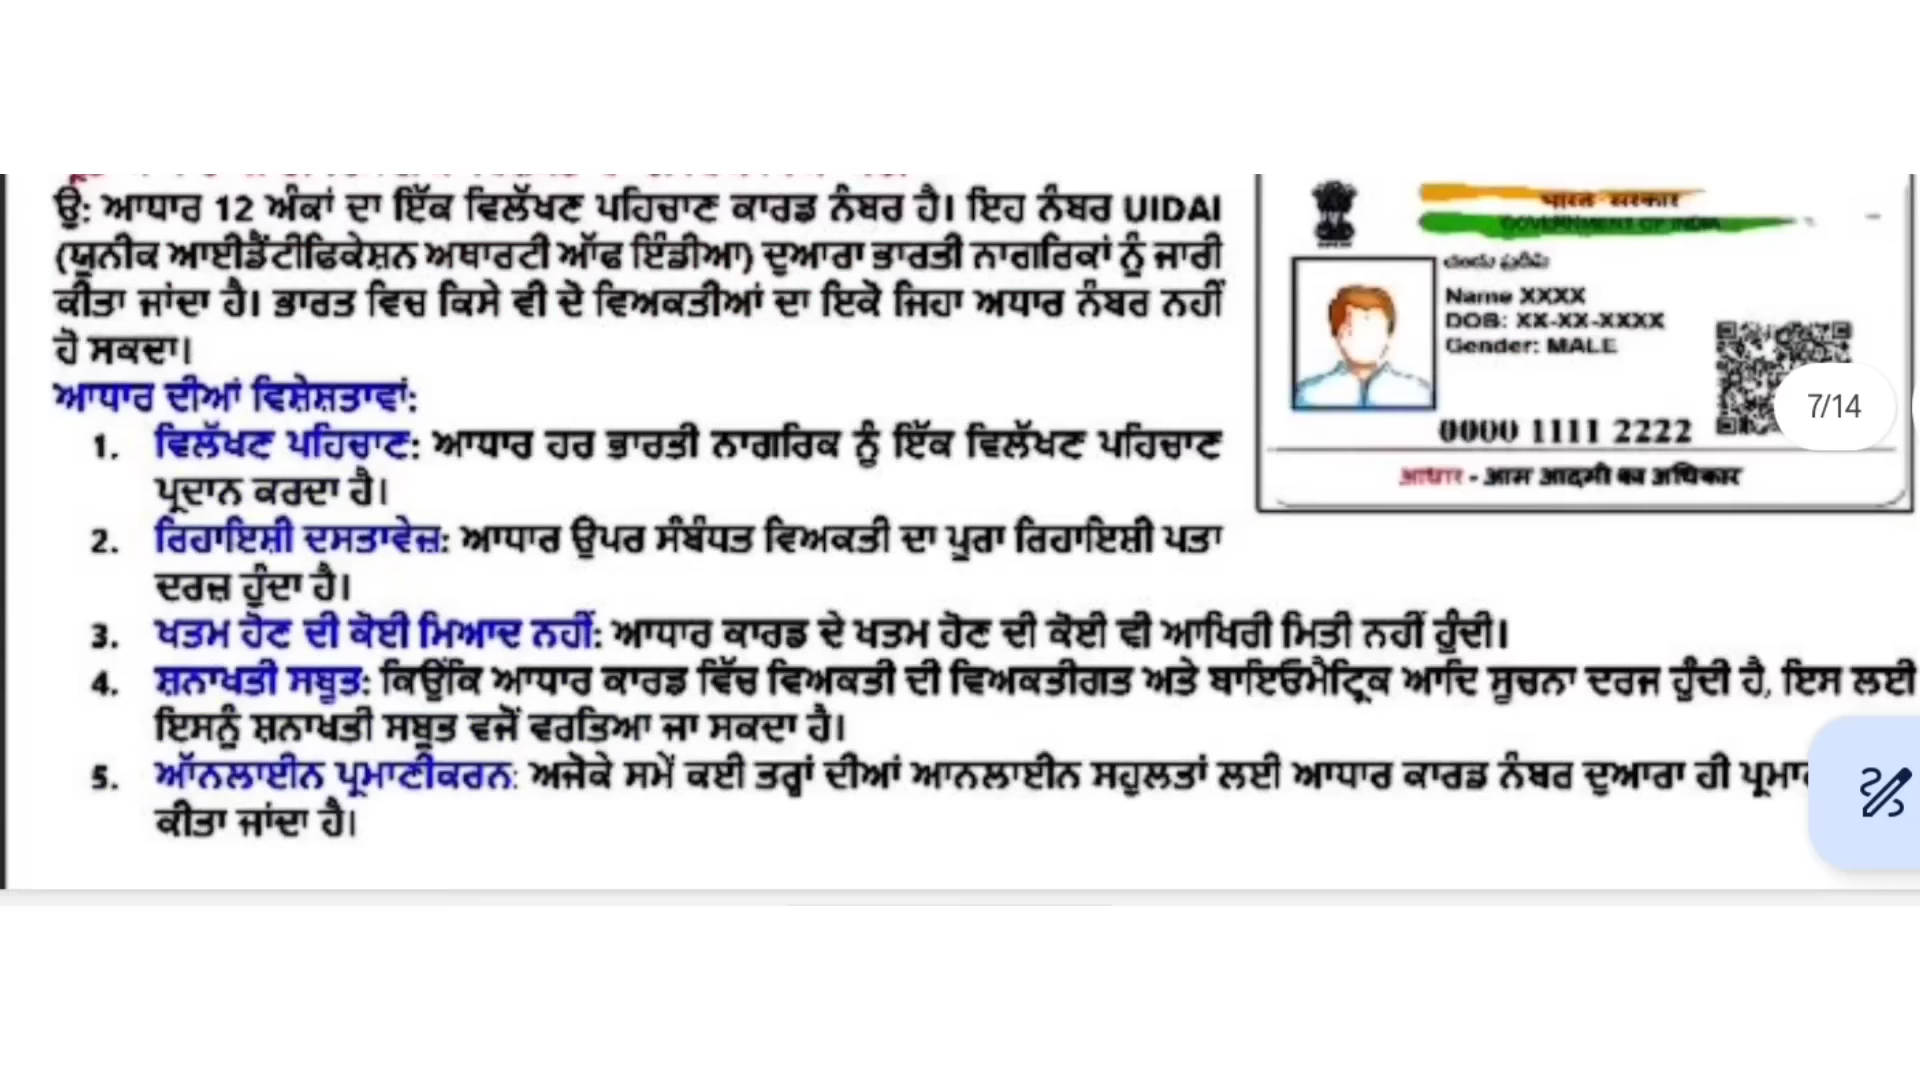 ਉ: ਆਧਾਰ 12 ਅੰਕਾਂ ਦਾ ਇੱਕ ਵਿਲੱਖਣ ਪਹਿਚਾਣ ਕਾਰਡ ਨੰਬਰ ਹੈ। ਇਹ ਨੰਬਰ UIDAI
(ਯੂਨੀਕ ਆਈਡੈਂਟੀਫਿਕੇਸ਼ਨ ਅਥਾਰਟੀ ਆੱਫ ਇੰਡੀਆ) ਦੁਆਰਾ ਭਾਰਤੀ ਨਾਗਰਿਕਾਂ ਨੂੰ ਜਾਰੀ
ਕੀਤਾ ਜਾਂਦਾ ਹੈ। ਭਾਰਤ ਵਿਚ ਕਿਸੇ ਵੀ ਦੋ ਵਿਅਕਤੀਆਂ ਦਾ ਇਕੋ ਜਿਹਾ ਅਧਾਰ ਨੰਬਰ ਨਹੀਂ
ਹੋ ਸਕਦਾ।
ਆਧਾਰ ਦੀਆਂ ਵਿਸ਼ੇਸ਼ਤਾਵਾਂ:
1. ਵਿਲੱਖਣ ਪਹਿਚਾਣ: ਆਧਾਰ ਹਰ ਭਾਰਤੀ ਨਾਗਰਿਕ ਨੂੰ ਇੱਕ ਵਿਲੱਖਣ ਪਹਿਚਾਣ
ਪ੍ਰਦਾਨ ਕਰਦਾ ਹੈ।
2. ਰਿਹਾਇਸ਼ੀ ਦਸਤਾਵੇਜ਼: ਆਧਾਰ ਉਪਰ ਸੰਬੰਧਤ ਵਿਅਕਤੀ ਦਾ ਪੂਰਾ ਰਿਹਾਇਸ਼ੀ ਪਤਾ
ਦਰਜ਼ ਹੁੰਦਾ ਹੈ।
3. ਖਤਮ ਹੋਣ ਦੀ ਕੋਈ ਮਿਆਦ ਨਹੀਂ: ਆਧਾਰ ਕਾਰਡ ਦੇ ਖਤਮ ਹੋਣ ਦੀ ਕੋਈ ਵੀ ਆਖਿਰੀ ਮਿਤੀ ਨਹੀਂ ਹੁੰਦੀ।
4. ਸ਼ਨਾਖਤੀ ਸਬੂਤ: ਕਿਉਂਕਿ ਆਧਾਰ ਕਾਰਡ ਵਿੱਚ ਵਿਅਕਤੀ ਦੀ ਵਿਅਕਤੀਗਤ ਅਤੇ ਬਾਇਓਮੈਟ੍ਰਿਕ ਆਦਿ ਸੂਚਨਾ ਦਰਜ ਹੁੰਦੀ ਹੈ, ਇਸ ਲਈ
ਇਸਨੂੰ ਸ਼ਨਾਖਤੀ ਸਬੂਤ ਵਜੋਂ ਵਰਤਿਆ ਜਾ ਸਕਦਾ ਹੈ।
5. ਆੱਨਲਾਈਨ ਪ੍ਰਮਾਣੀਕਰਨ: ਅਜੋਕੇ ਸਮੇਂ ਕਈ ਤਰ੍ਹਾਂ ਦੀਆਂ ਆਨਲਾਈਨ ਸਹੂਲਤਾਂ ਲਈ ਆਧਾਰ ਕਾਰਡ ਨੰਬਰ ਦੁਆਰਾ ਹੀ
ਕੀਤਾ ਜਾਂਦਾ ਹੈ।
भारत सरकार
GOVERNMENT OF INDIA
Name XXXX
DOB: XX-XX-XXXX
Gender: MALE
0000 1111 2222
आधार - आम आदमी का अधिकार
7/14